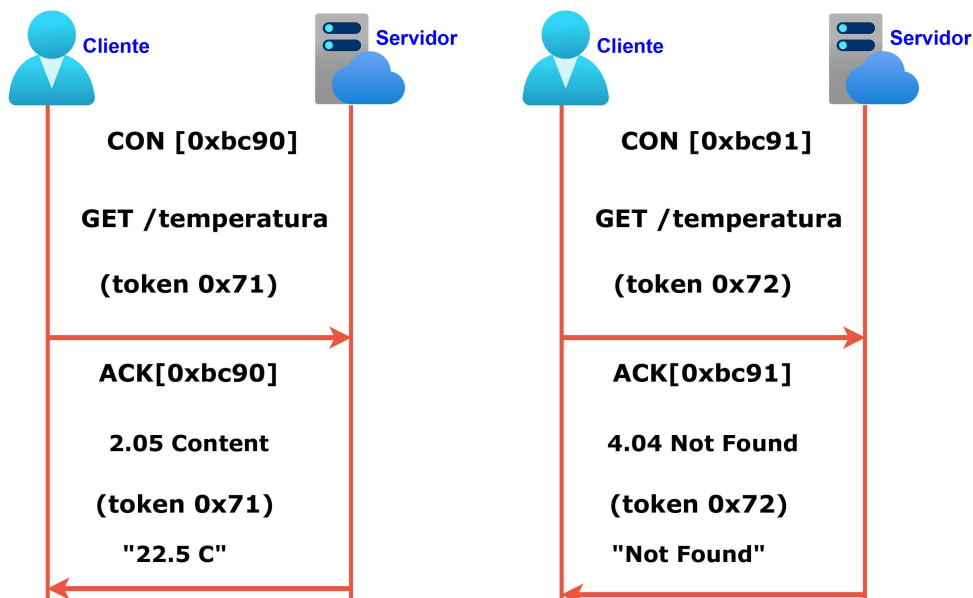 Cliente
Servidor
CON [0xbc90]
GET /temperatura
(token 0x71)
ACK[0xbc90]
2.05 Content
(token 0x71)
"22.5 C"
Cliente
Servidor
CON [0xbc91]
GET /temperatura
(token 0x72)
ACK[0xbc91]
4.04 Not Found
(token 0x72)
"Not Found"